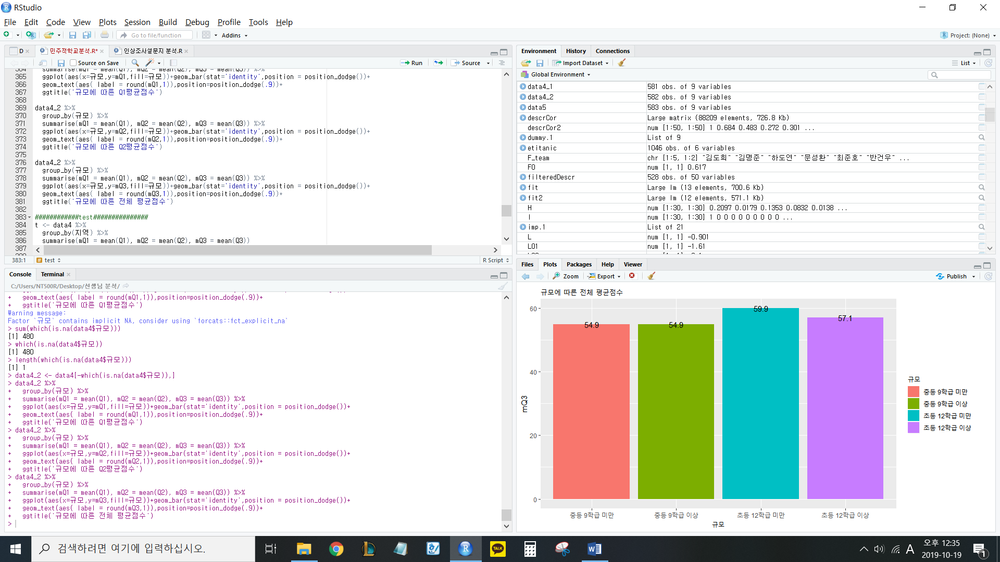 RStudio
File Edit Code View Plots Session Build Debug Profile Tools Help
Go to file/function Addins Project: (None)
D 민주적학교분석.R* 인상조사설문지 분석.R
Source on Save Run Source
364 summarise(mQ1 = mean(Q1), mQ2 = mean(Q2), mQ3 = mean(Q3)) %>%
365 ggplot(aes(x=규모,y=mQ1,fill=규모))+geom_bar(stat='identity',position = position_dodge())+
366 geom_text(aes( label = round(mQ1,1)),position=position_dodge(.9))+
367 ggtitle('규모에 따른 Q1평균점수')
368
369 data4_2 %>%
370 group_by(규모) %>%
371 summarise(mQ1 = mean(Q1), mQ2 = mean(Q2), mQ3 = mean(Q3)) %>%
372 ggplot(aes(x=규모,y=mQ2,fill=규모))+geom_bar(stat='identity',position = position_dodge())+
373 geom_text(aes( label = round(mQ2,1)),position=position_dodge(.9))+
374 ggtitle('규모에 따른 Q2평균점수')
375
376 data4_2 %>%
377 group_by(규모) %>%
378 summarise(mQ1 = mean(Q1), mQ2 = mean(Q2), mQ3 = mean(Q3)) %>%
379 ggplot(aes(x=규모,y=mQ3,fill=규모))+geom_bar(stat='identity',position = position_dodge())+
380 geom_text(aes( label = round(mQ3,1)),position=position_dodge(.9))+
381 ggtitle('규모에 따른 전체 평균점수')
382
383 ############test###############
384 t <- data4 %>%
385 group_by(지역) %>%
386 summarise(mQ1 = mean(Q1), mQ2 = mean(Q2), mQ3 = mean(Q3))
387
383:1 test R Script
Console Terminal
C:/Users/NT500R/Desktop/선생님 분석/
+ geom_text(aes( label = round(mQ1,1)),position=position_dodge(.9))+
+ ggtitle('규모에 따른 Q1평균점수')
Warning message:
Factor `규모` contains implicit NA, consider using `forcats::fct_explicit_na`
> sum(which(is.na(data4$규모)))
[1] 480
> which(is.na(data4$규모))
[1] 480
> length(which(is.na(data4$규모)))
[1] 1
> data4_2 <- data4[-which(is.na(data4$규모)),]
> data4_2 %>%
+ group_by(규모) %>%
+ summarise(mQ1 = mean(Q1), mQ2 = mean(Q2), mQ3 = mean(Q3)) %>%
+ ggplot(aes(x=규모,y=mQ1,fill=규모))+geom_bar(stat='identity',position = position_dodge())+
+ geom_text(aes( label = round(mQ1,1)),position=position_dodge(.9))+
+ ggtitle('규모에 따른 Q1평균점수')
> data4_2 %>%
+ group_by(규모) %>%
+ summarise(mQ1 = mean(Q1), mQ2 = mean(Q2), mQ3 = mean(Q3)) %>%
+ ggplot(aes(x=규모,y=mQ2,fill=규모))+geom_bar(stat='identity',position = position_dodge())+
+ geom_text(aes( label = round(mQ2,1)),position=position_dodge(.9))+
+ ggtitle('규모에 따른 Q2평균점수')
> data4_2 %>%
+ group_by(규모) %>%
+ summarise(mQ1 = mean(Q1), mQ2 = mean(Q2), mQ3 = mean(Q3)) %>%
+ ggplot(aes(x=규모,y=mQ3,fill=규모))+geom_bar(stat='identity',position = position_dodge())+
+ geom_text(aes( label = round(mQ3,1)),position=position_dodge(.9))+
+ ggtitle('규모에 따른 전체 평균점수')
>
Environment History Connections
Import Dataset List
Global Environment
data4_1 581 obs. of 9 variables
data4_2 582 obs. of 9 variables
data5 583 obs. of 9 variables
descrCor Large matrix (88209 elements, 726.8 Kb)
descrCor2 num [1:50, 1:50] 1 0.684 0.483 0.272 0.301 ...
dummy.1 List of 9
etitanic 1046 obs. of 6 variables
F_team chr [1:5, 1:2] "김도희" "김명준" "하도연" "문성환" "최준호" "반건우" ...
FO num [1, 1] 0.617
filteredDescr 528 obs. of 50 variables
fit Large lm (13 elements, 700.6 Kb)
fit2 Large lm (12 elements, 571.1 Kb)
H num [1:30, 1:30] 0.2097 0.0179 0.1353 0.0832 0.0138 ...
I num [1:30, 1:30] 1 0 0 0 0 0 0 0 0 0 ...
imp.1 List of 21
L num [1, 1] -0.901
LO1 num [1, 1] -1.61
Files Plots Packages Help Viewer
Zoom Export Publish
규모에 따른 전체 평균점수
60
40
20
0
mQ3
54.9 54.9 59.9 57.1
중등 9학급 미만 중등 9학급 이상 초등 12학급 미만 초등 12학급 이상
규모
규모
중등 9학급 미만
중등 9학급 이상
초등 12학급 미만
초등 12학급 이상
검색하려면 여기에 입력하십시오.
TALK
A
오후 12:35
2019-10-19
1